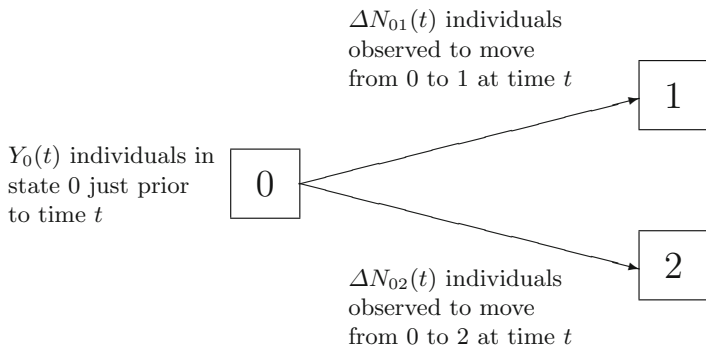 ΔN₀₁(t) individuals
observed to move
from 0 to 1 at time t
1
Y₀(t) individuals in
state 0 just prior
to time t
0
2
ΔN₀₂(t) individuals
observed to move
from 0 to 2 at time t